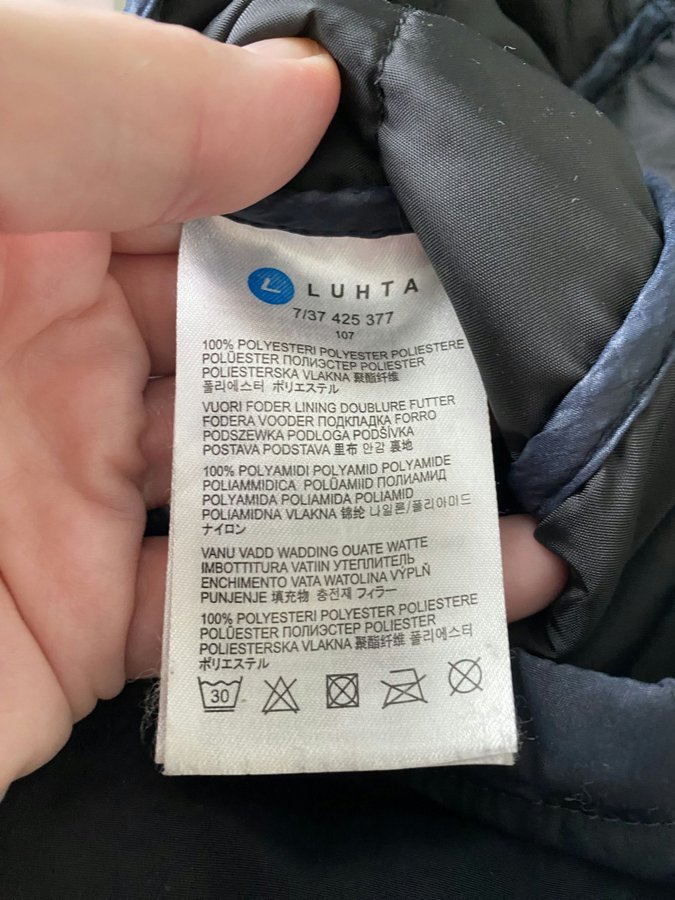 LUHTA
7/37 425 377
107
100% POLYESTERI POLYESTER POLIESTERE
POLÜESTER ПОЛИЭСТЕР POLIESTER
POLIESTERSKA VLAKNA 聚酯纤维
폴리에스터 ポリエステル
VUORI FODER LINING DOUBLURE FUTTER
FODERA VOODER ПОДКЛАДКА FORRO
PODSZEWKA PODLOGA PODŠÍVKA
POSTAVA PODSTAVA 里布 안감 裏地
100% POLYAMIDI POLYAMID POLYAMIDE
POLIAMMIDICA POLÜAMIID ПОЛИАМИД
POLYAMIDA POLIAMIDA POLIAMID
POLIAMIDNA VLAKNA 锦纶 나일론/폴리아미드
ナイロン
VANU VADD WADDING OUATE WATTE
IMBOTTITURA VATIIN УТЕПЛИТЕЛЬ
ENCHIMENTO VATA WATOLINA VÝPLŇ
PUNJENJE 填充物 충전재 フィラー
100% POLYESTERI POLYESTER POLIESTERE
POLÜESTER ПОЛИЭСТЕР POLIESTER
POLIESTERSKA VLAKNA 聚酯纤维 폴리에스터
ポリエステル
30